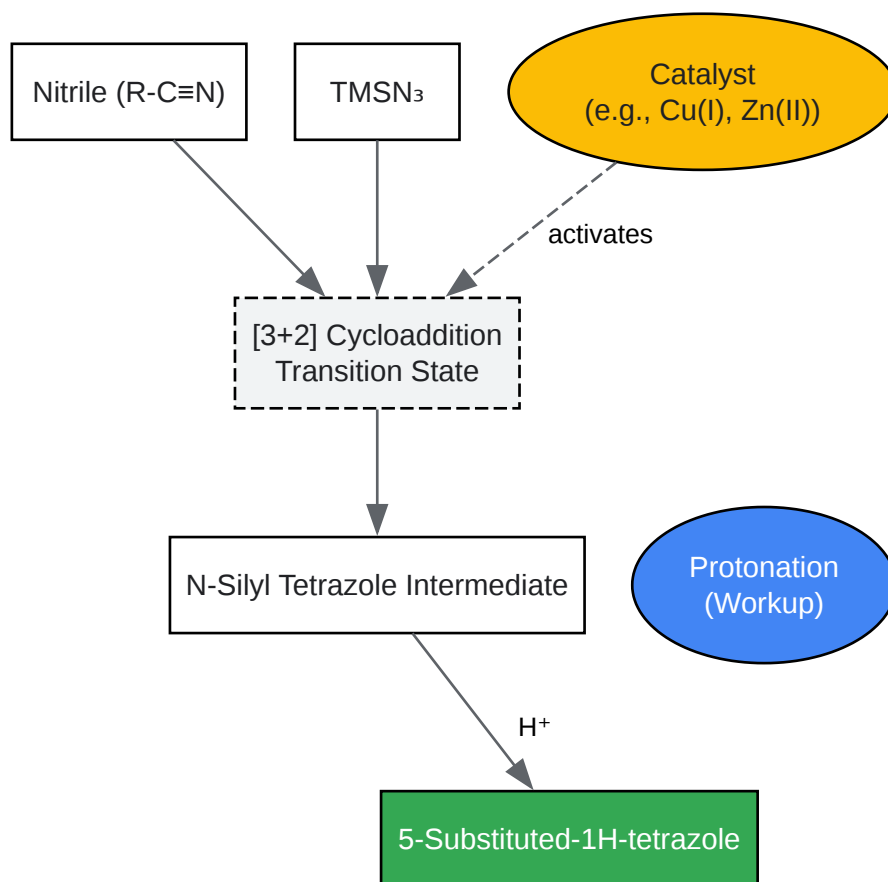 Nitrile (R-C≡N)
TMSN₃
Catalyst
(e.g., Cu(I), Zn(II))
activates
[3+2] Cycloaddition
Transition State
N-Silyl Tetrazole Intermediate
Protonation
(Workup)
H⁺
5-Substituted-1H-tetrazole